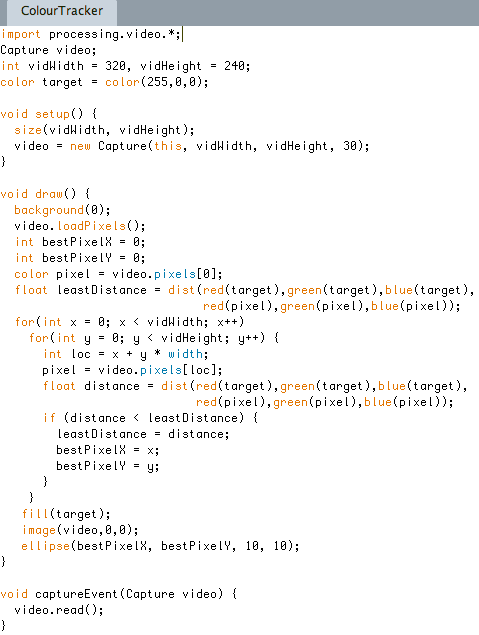 ColourTracker
import processing.video.*;
Capture video;
int vidWidth = 320, vidHeight = 240;
color target = color(255,0,0);
void setup() {
size(vidWidth, vidHeight);
video = new Capture(this, vidWidth, vidHeight, 30);
}
void draw() {
background(0);
video.loadPixels();
int bestPixelX = 0;
int bestPixelY = 0;
color pixel = video.pixels[0];
float leastDistance = dist(red(target),green(target),blue(target),
red(pixel),green(pixel),blue(pixel));
for(int x = 0; x < vidWidth; x++)
for(int y = 0; y < vidHeight; y++) {
int loc = x + y * width;
pixel = video.pixels[loc];
float distance = dist(red(target),green(target),blue(target),
red(pixel),green(pixel),blue(pixel));
if (distance < leastDistance) {
leastDistance = distance;
bestPixelX = x;
bestPixelY = y;
}
}
fill(target);
image(video,0,0);
ellipse(bestPixelX, bestPixelY, 10, 10);
}
void captureEvent(Capture video) {
video.read();
}